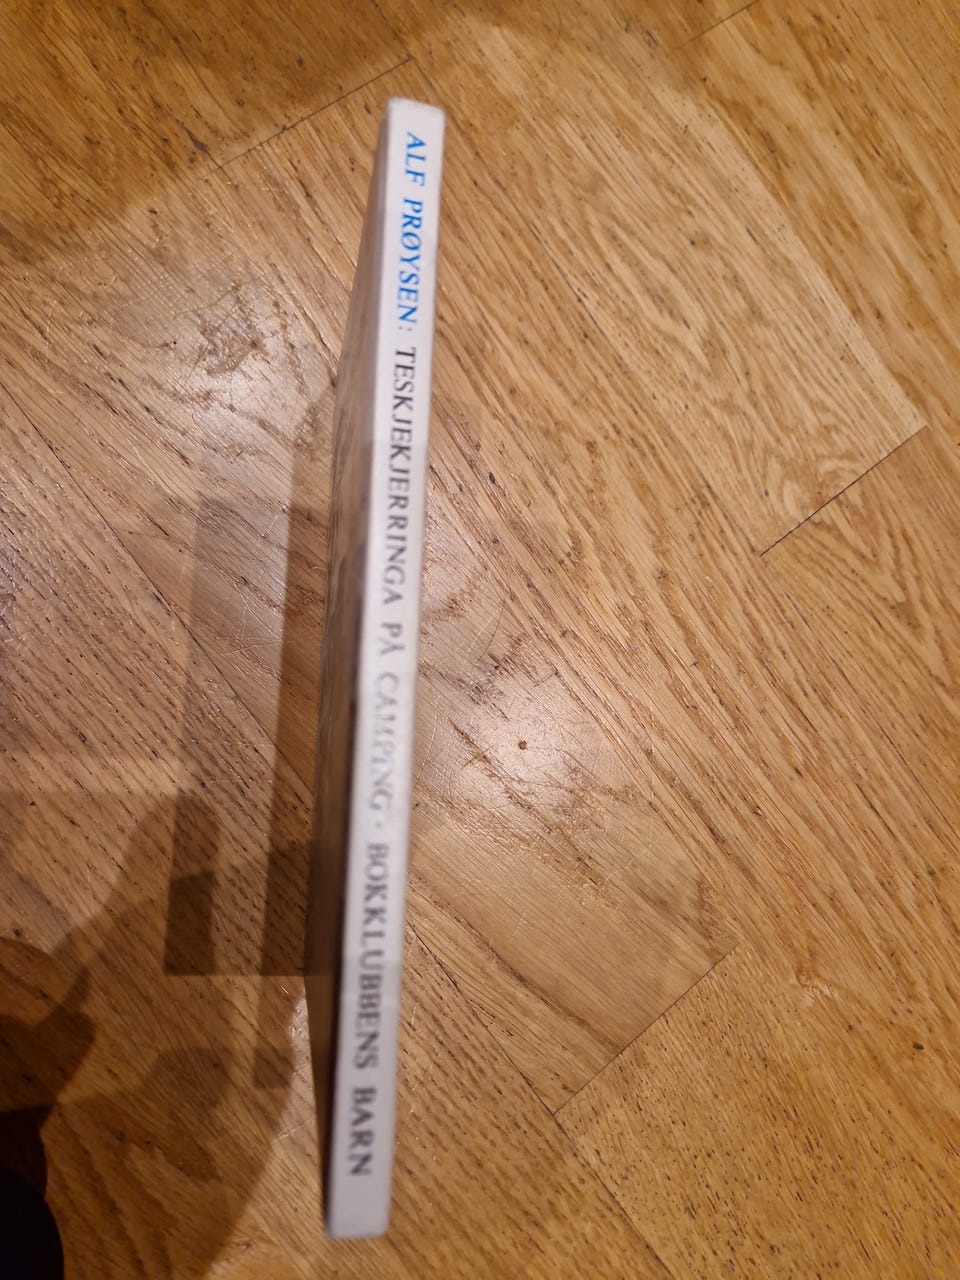 ALF PRØYSEN: TESKJEKJERRINGA PÅ CAMPING · BOKKLUBBENS BARN